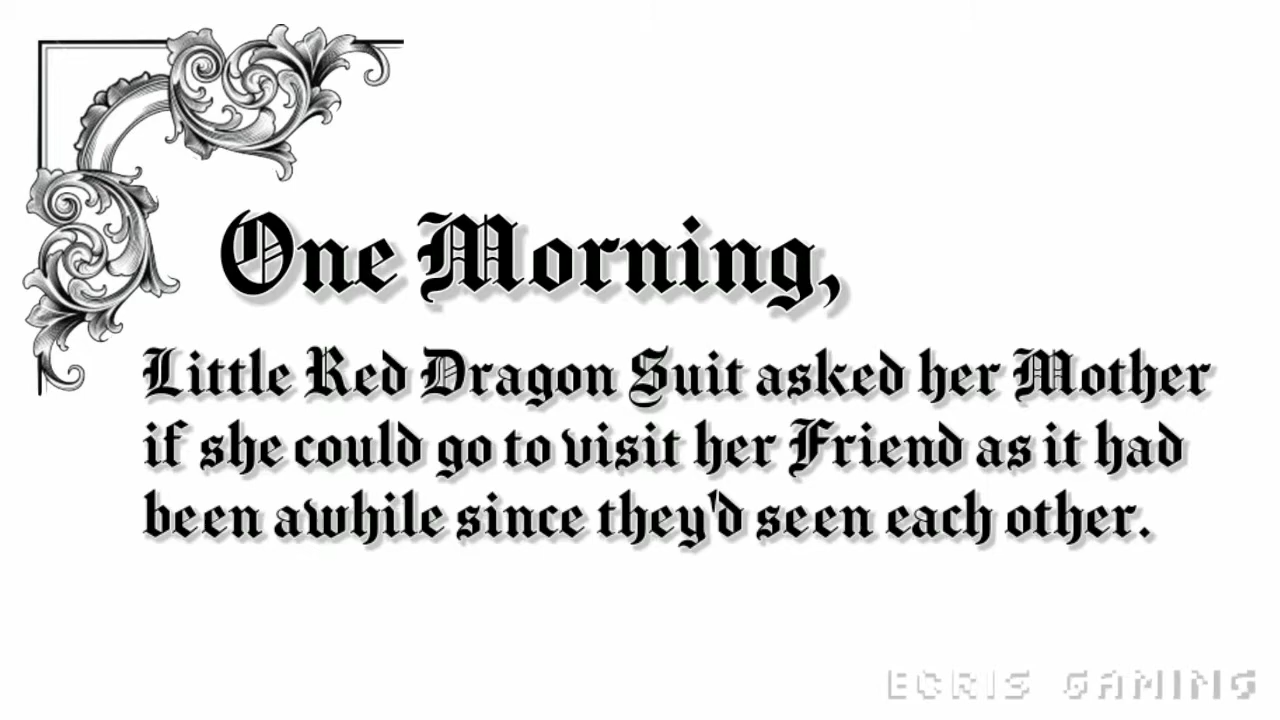 One Morning,
Little Red Dragon Suit asked her Mother
if she could go to visit her Friend as it had
been awhile since they'd seen each other.
ECRIS GAMING